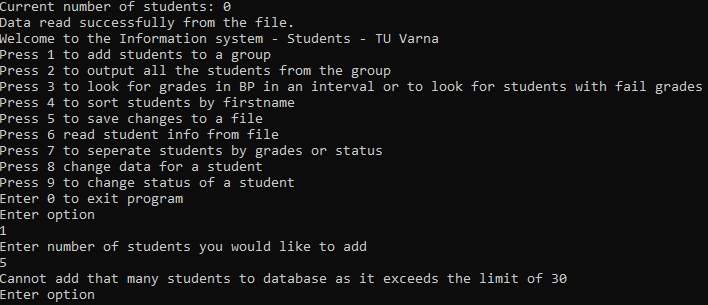 Current number of students: 0
Data read successfully from the file.
Welcome to the Information system - Students - TU Varna
Press 1 to add students to a group
Press 2 to output all the students from the group
Press 3 to look for grades in BP in an interval or to look for students with fail grades
Press 4 to sort students by firstname
Press 5 to save changes to a file
Press 6 read student info from file
Press 7 to seperate students by grades or status
Press 8 change data for a student
Press 9 to change status of a student
Enter 0 to exit program
Enter option
1
Enter number of students you would like to add
5
Cannot add that many students to database as it exceeds the limit of 30
Enter option